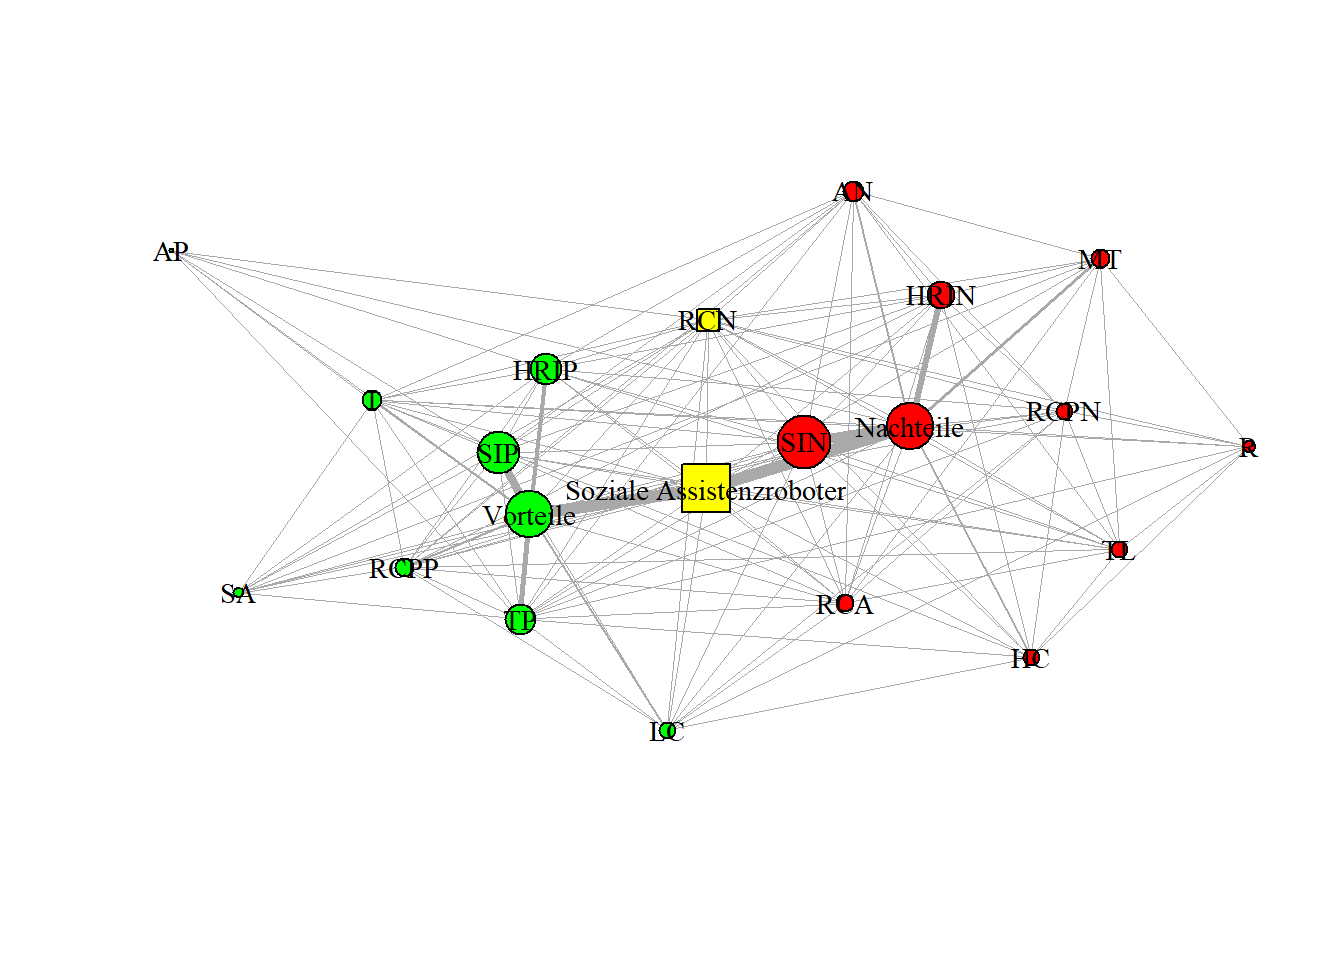 AN
AP
MT
HRIN
RCN
HRIP
I
RCPN
Nachteile
SIN
R
SIP
Soziale Assistenzroboter
Vorteile
TL
RCPP
SA
RCA
TP
HC
LC